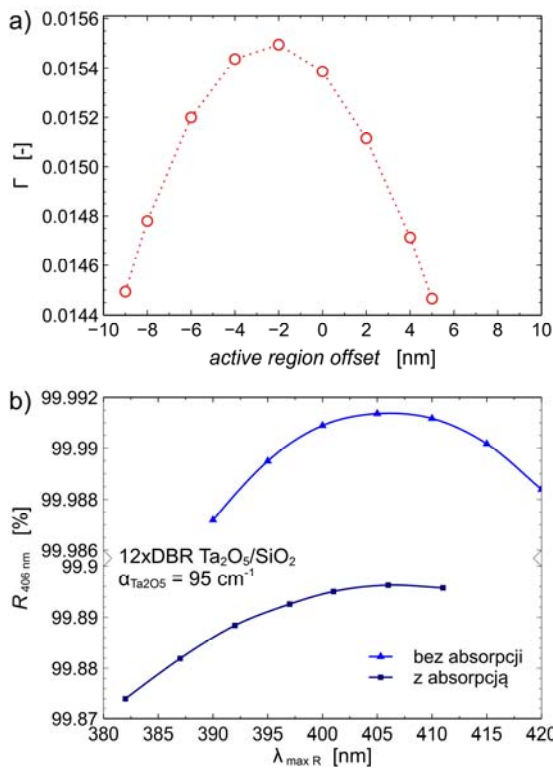 a)
0.0156
0.0154
0.0152
0.0150
0.0148
0.0146
0.0144
Γ [-]
−10 −8 −6 −4 −2 0 2 4 6 8 10
active region offset [nm]
b)
99.992
99.99
99.988
99.986
99.9
99.89
99.88
99.87
R 406 nm [%]
12xDBR Ta2O5/SiO2
αTa2O5 = 95 cm-1
bez absorpcji
z absorpcją
380 385 390 395 400 405 410 415 420
λ max R [nm]